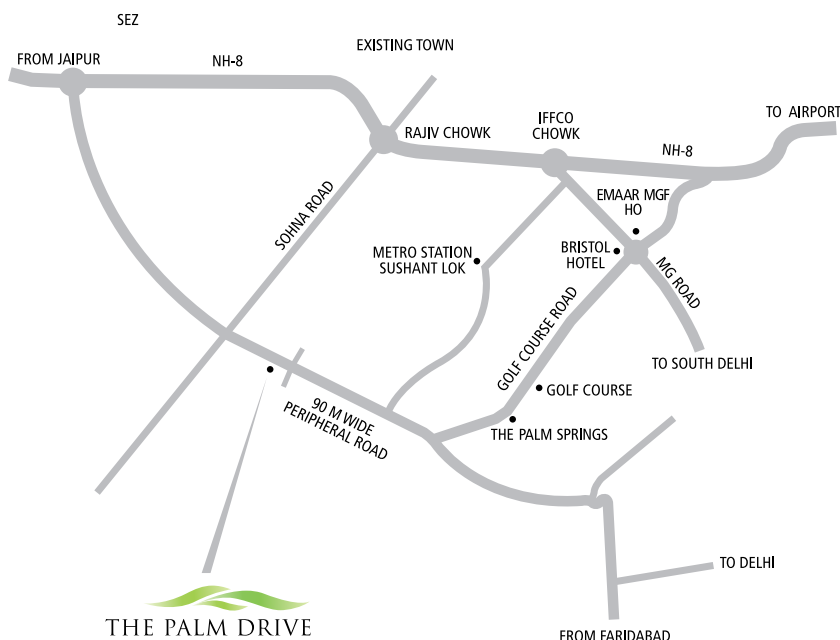 SEZ
EXISTING TOWN
FROM JAIPUR
NH-8
TO AIRPORT
IFFCO
CHOWK
RAJIV CHOWK
NH-8
EMAAR MGF
HO
SOHNA ROAD
METRO STATION
SUSHANT LOK
BRISTOL
HOTEL
MG ROAD
GOLF COURSE ROAD
TO SOUTH DELHI
GOLF COURSE
90 M WIDE
PERIPHERAL ROAD
THE PALM SPRINGS
TO DELHI
THE PALM DRIVE
FROM FARIDABAD